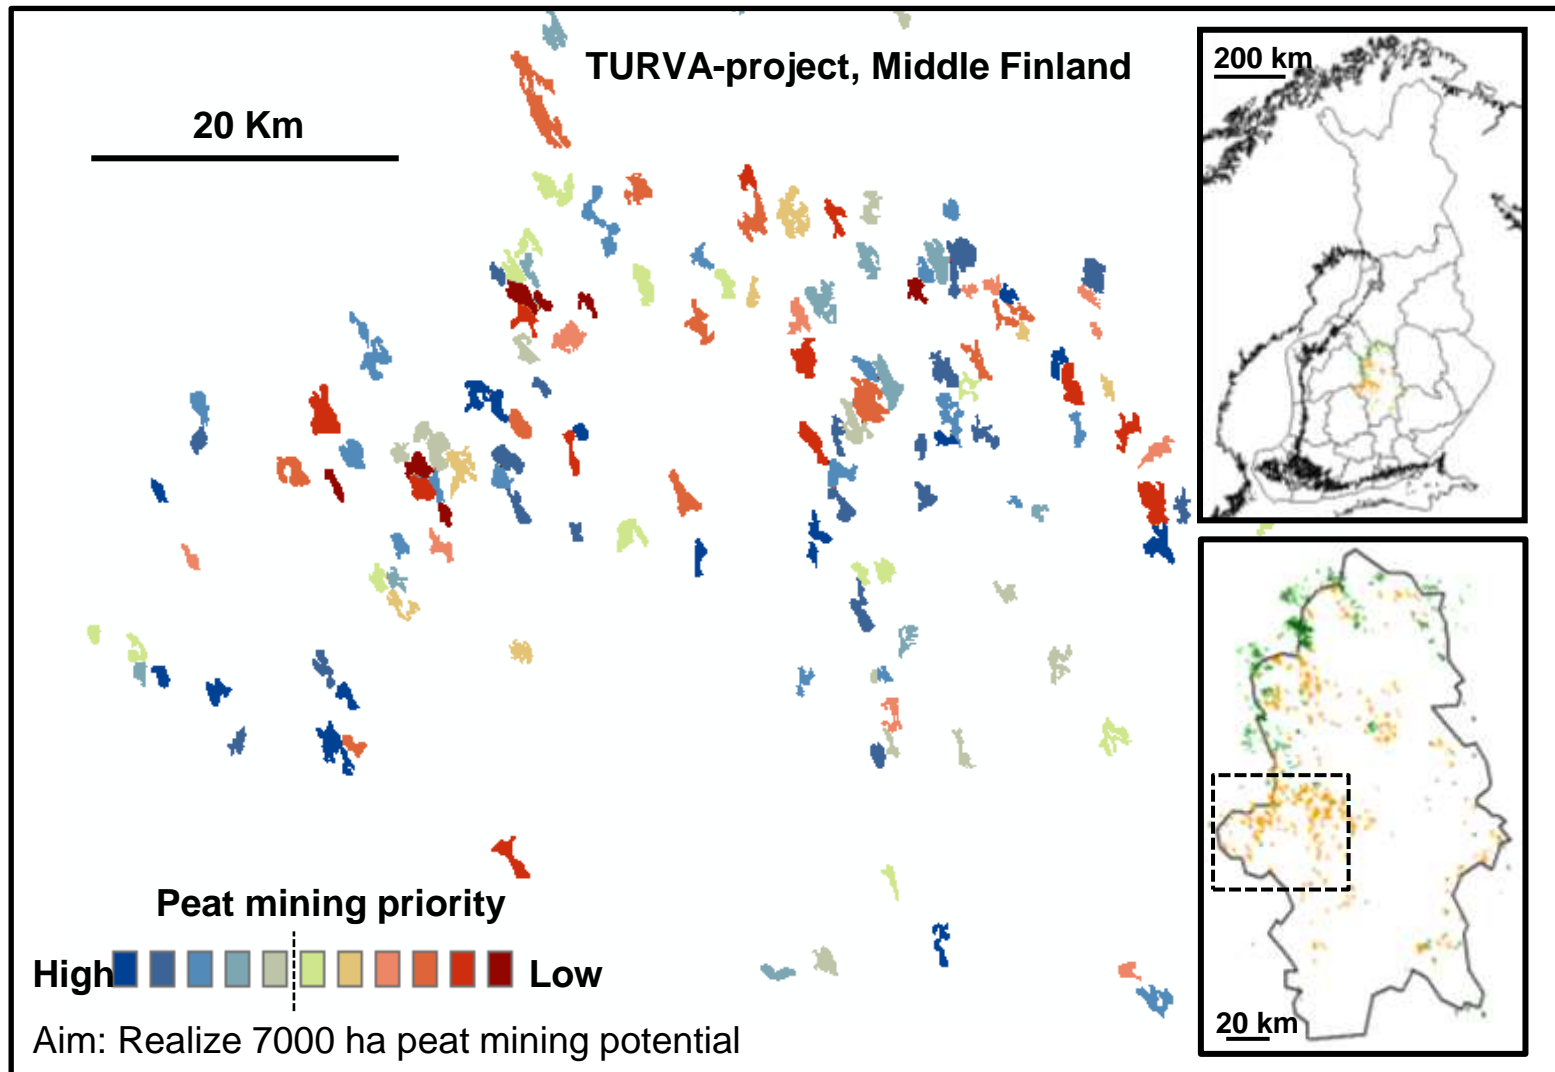 TURVA-project, Middle Finland
20 Km
200 km
20 km
Peat mining priority
High Low
Aim: Realize 7000 ha peat mining potential